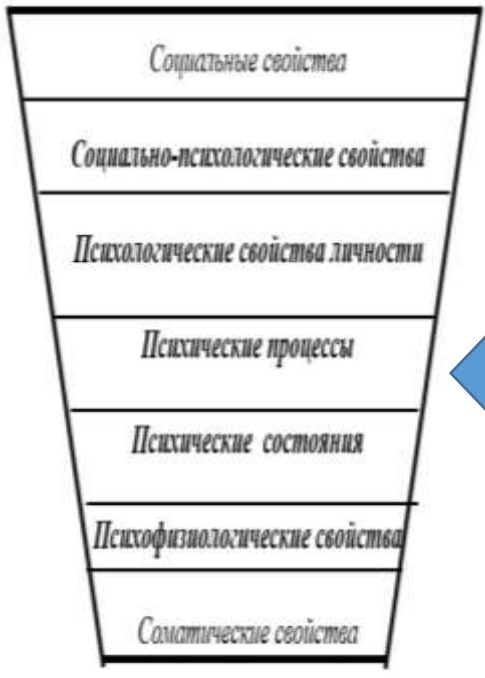 Социальные свойства
Социально-психологические свойства
Психологические свойства личности
Психические процессы
Психические состояния
Психофизиологические свойства
Соматические свойства